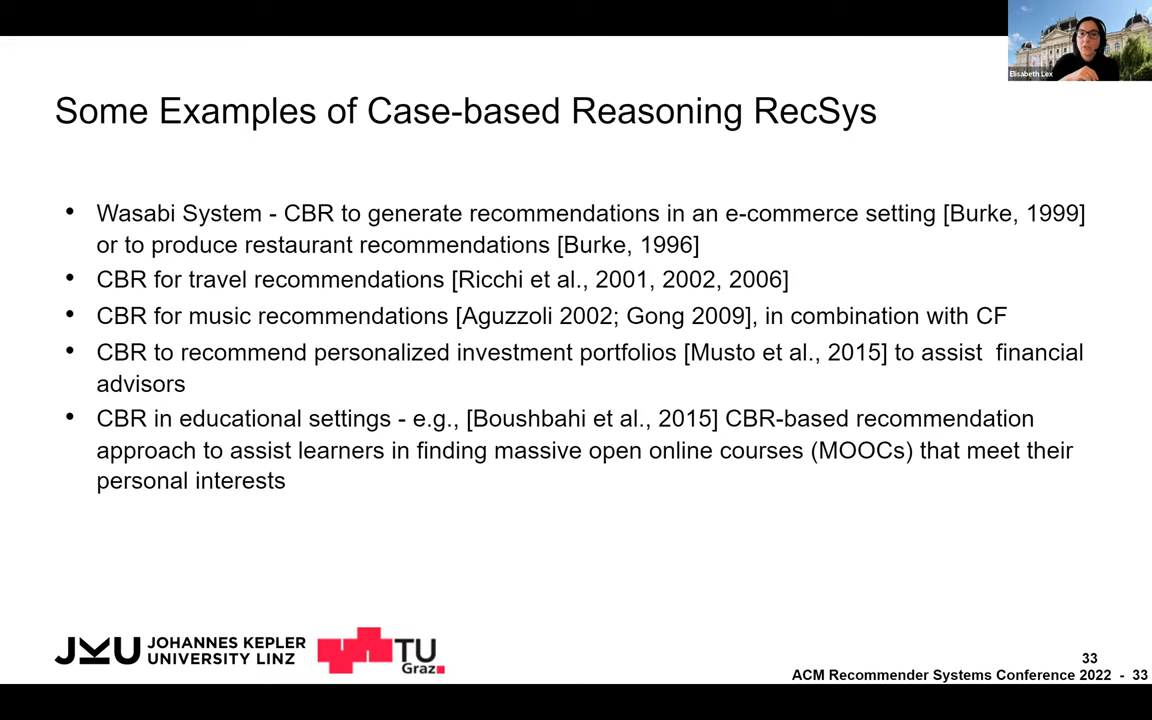 Elisabeth Lex
Some Examples of Case-based Reasoning RecSys
• Wasabi System - CBR to generate recommendations in an e-commerce setting [Burke, 1999]
or to produce restaurant recommendations [Burke, 1996]
• CBR for travel recommendations [Ricchi et al., 2001, 2002, 2006]
• CBR for music recommendations [Aguzzoli 2002; Gong 2009], in combination with CF
• CBR to recommend personalized investment portfolios [Musto et al., 2015] to assist  financial
advisors
• CBR in educational settings - e.g., [Boushbahi et al., 2015] CBR-based recommendation
approach to assist learners in finding massive open online courses (MOOCs) that meet their
personal interests
JKU JOHANNES KEPLER
UNIVERSITY LINZ
TU
Graz
33
ACM Recommender Systems Conference 2022 - 33